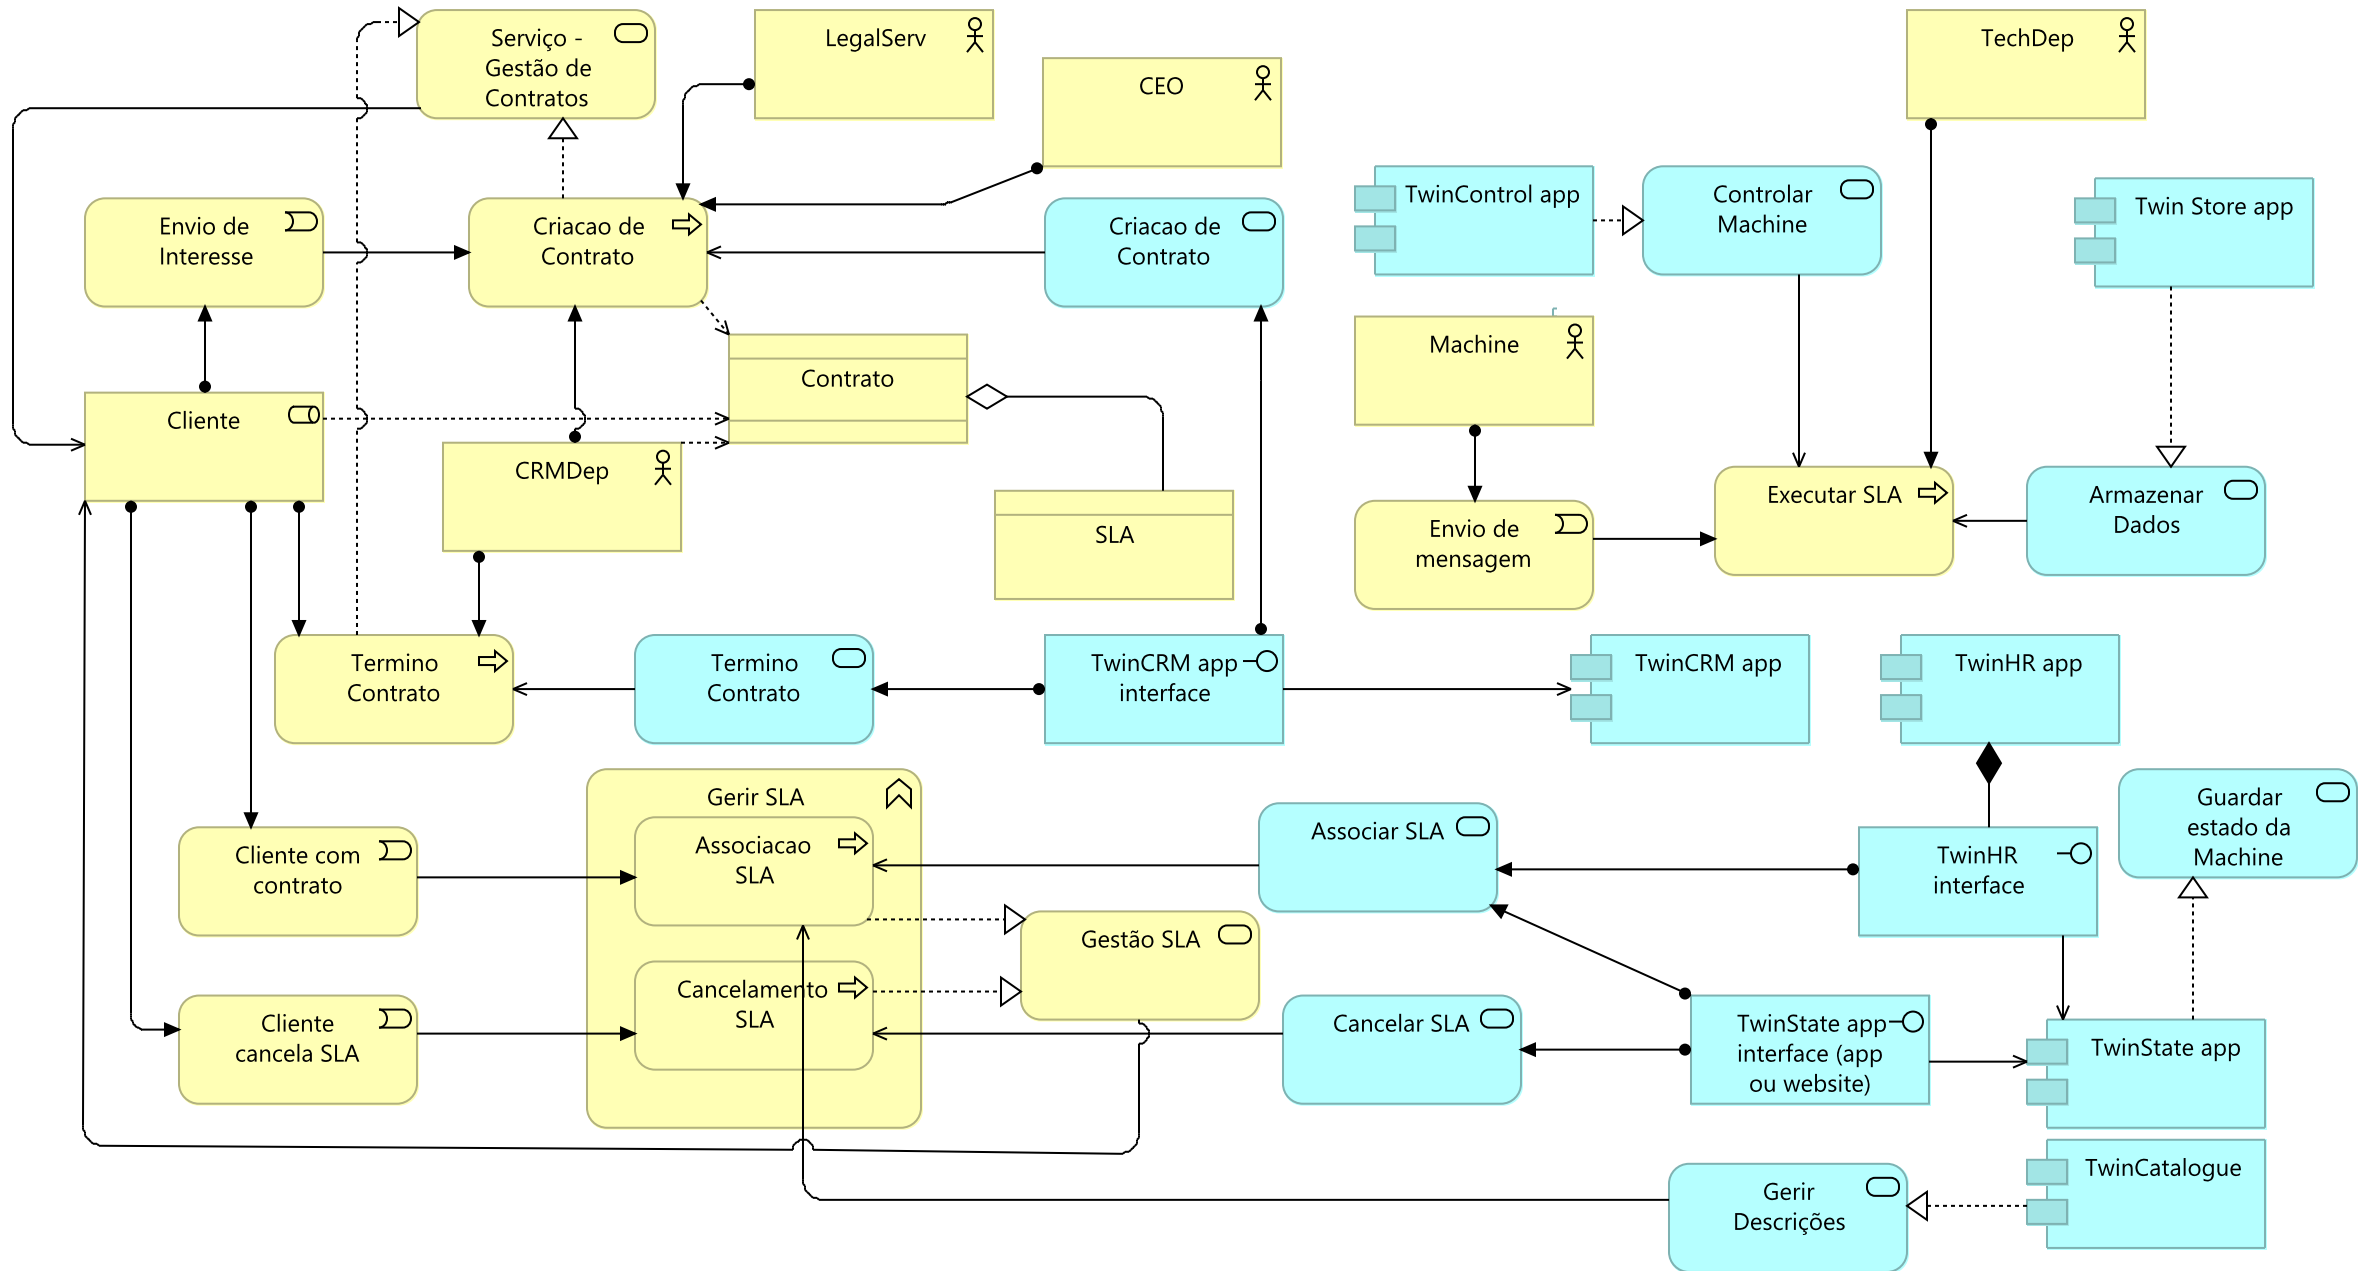 Serviço -
Gestão de
Contratos
LegalServ
CEO
TechDep
TwinControl app
Controlar
Machine
Twin Store app
Envio de
Interesse
Criacao de
Contrato
Criacao de
Contrato
Machine
Contrato
Cliente
CRMDep
SLA
Envio de
mensagem
Executar SLA
Armazenar
Dados
Termino
Contrato
Termino
Contrato
TwinCRM app
interface
TwinCRM app
TwinHR app
Gerir SLA
Associacao
SLA
Cliente com
contrato
Associar SLA
TwinHR
interface
Guardar
estado da
Machine
Gestão SLA
Cancelamento
SLA
Cliente
cancela SLA
Cancelar SLA
TwinState app
interface (app
ou website)
TwinState app
TwinCatalogue
Gerir
Descrições